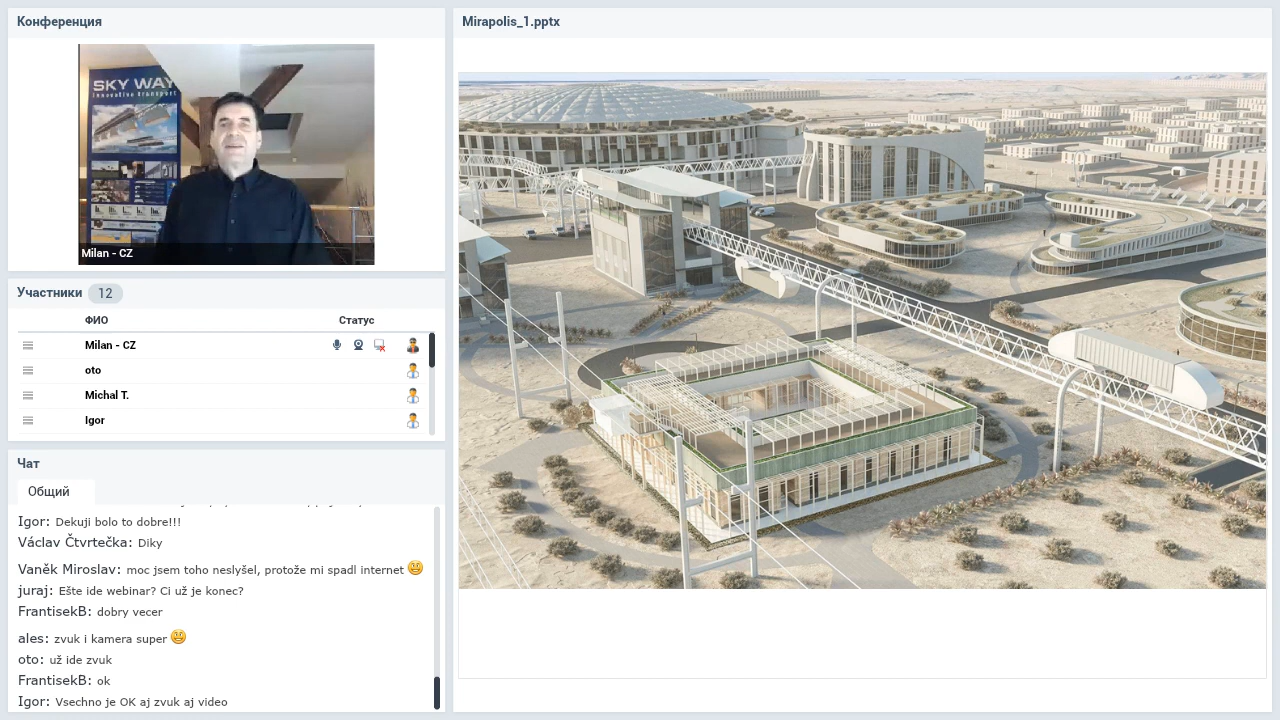 Конференция
SKY WAY
Innovative transport
Milan - CZ
Участники 12
ФИО Статус
Milan - CZ
oto
Michal T.
Igor
Чат
Общий
Igor: Dekuji bolo to dobre!!!
Václav Čtvrtečka: Diky
Vaněk Miroslav: moc jsem toho neslyšel, protože mi spadl internet
juraj: Ešte ide webinar? Ci už je konec?
FrantisekB: dobry vecer
ales: zvuk i kamera super
oto: už ide zvuk
FrantisekB: ok
Igor: Vsechno je OK aj zvuk aj video
Mirapolis_1.pptx